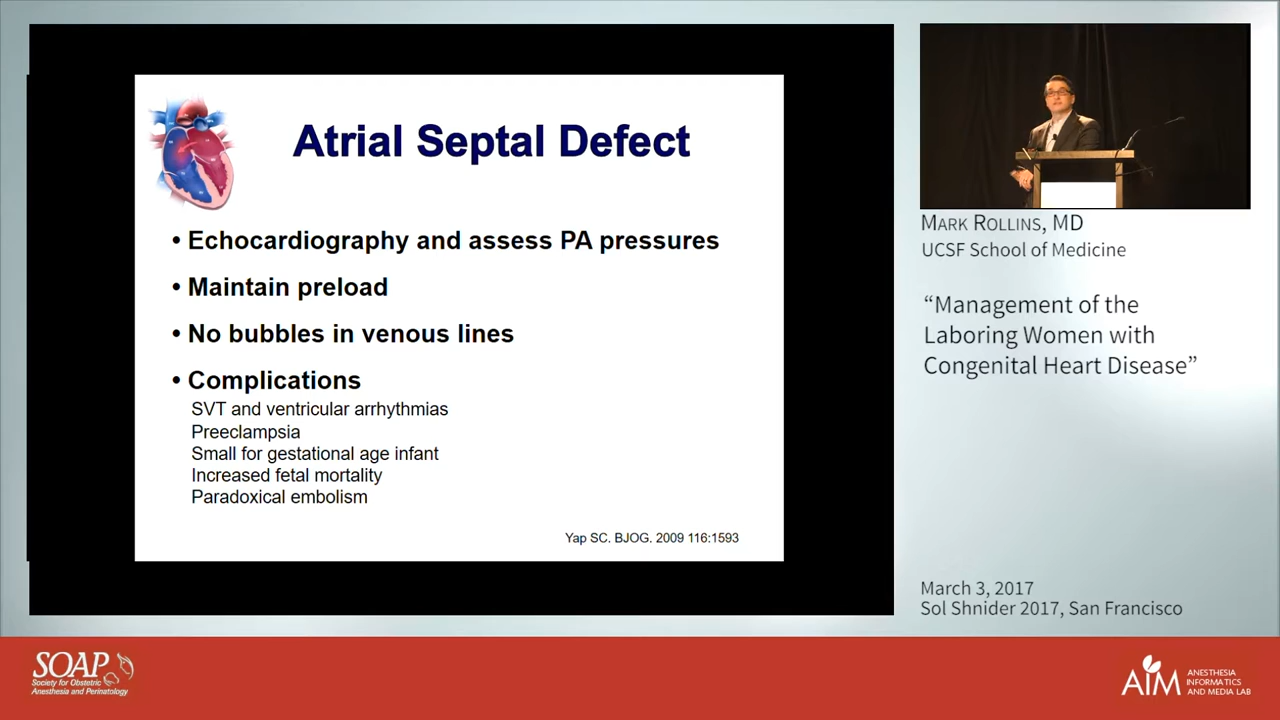 Atrial Septal Defect
• Echocardiography and assess PA pressures
• Maintain preload
• No bubbles in venous lines
• Complications
SVT and ventricular arrhythmias
Preeclampsia
Small for gestational age infant
Increased fetal mortality
Paradoxical embolism
Yap SC. BJOG. 2009 116:1593
MARK ROLLINS, MD
UCSF School of Medicine
“Management of the
Laboring Women with
Congenital Heart Disease”
March 3, 2017
Sol Shnider 2017, San Francisco
SOAP
Society for Obstetric
Anesthesia and Perinatology
AIM
ANESTHESIA
INFORMATICS
AND MEDIA LAB